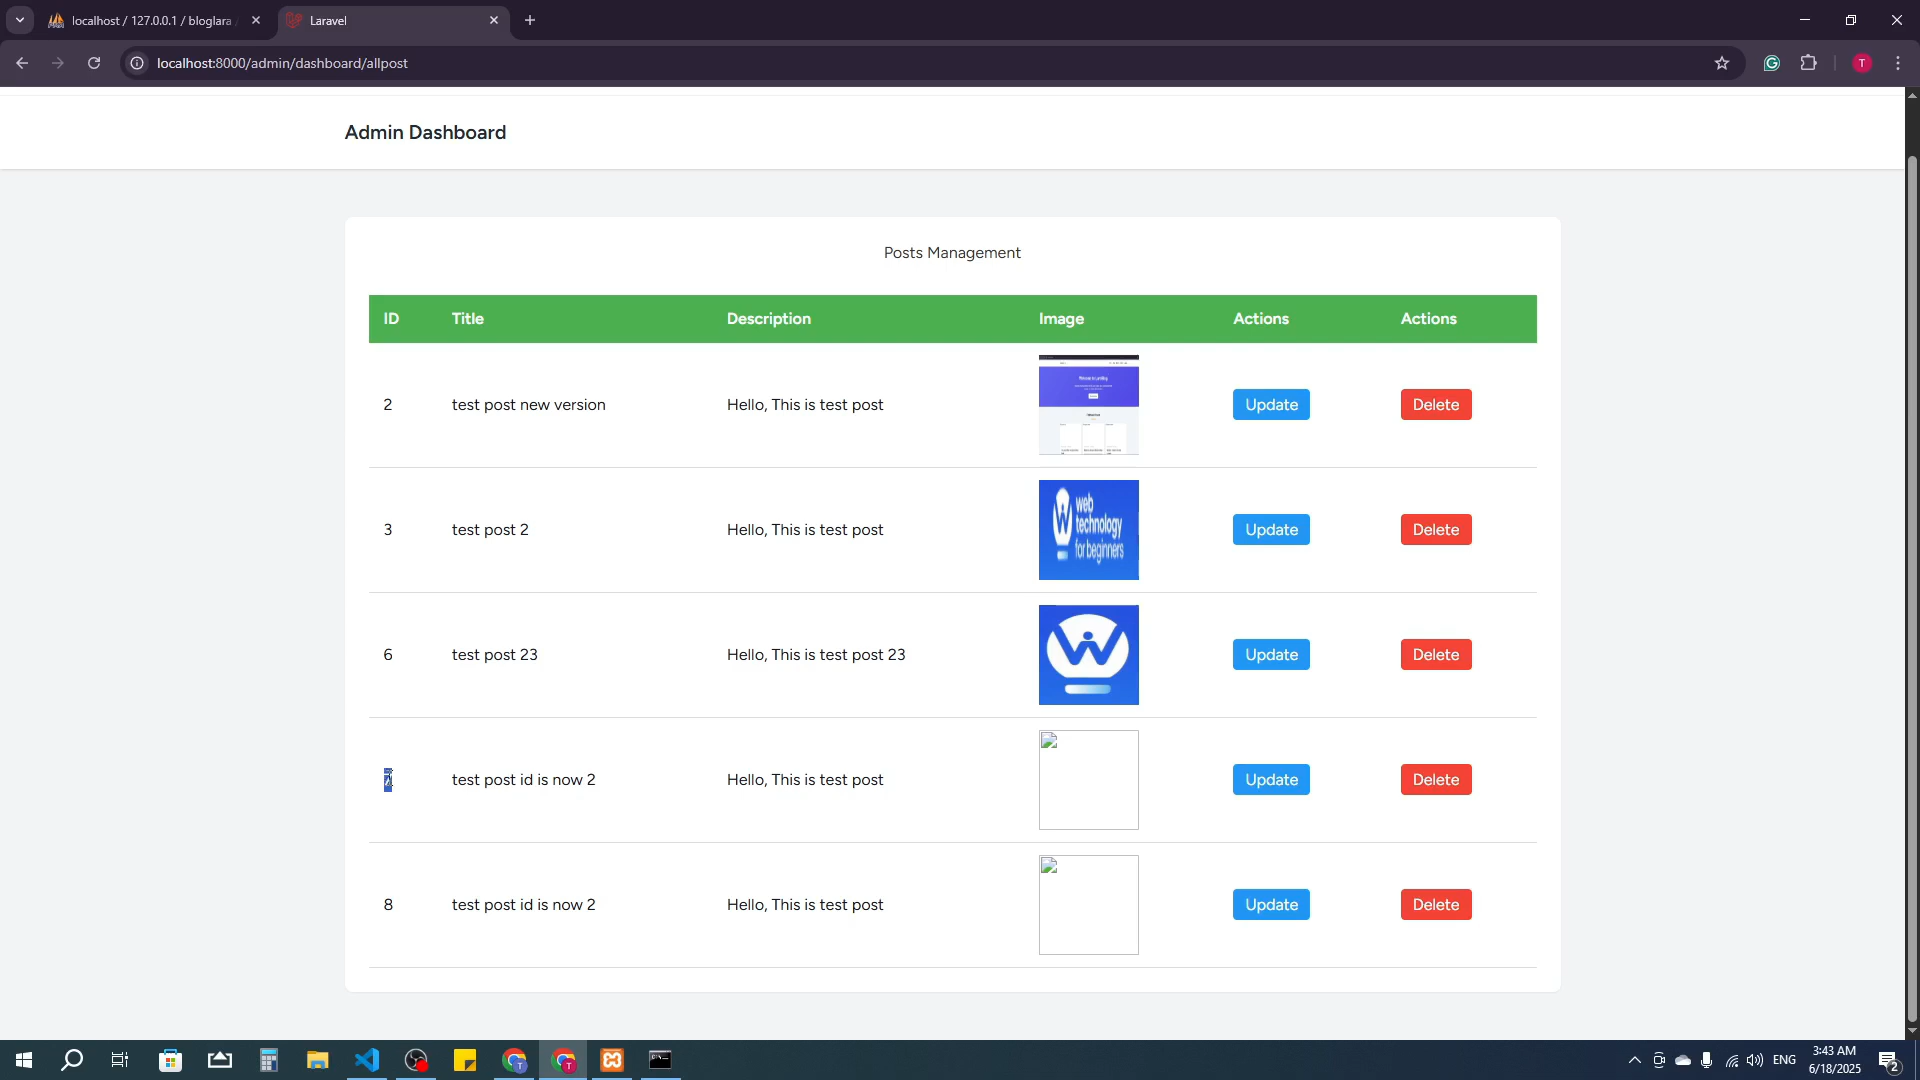 localhost / 127.0.0.1 / bloglara
Laravel
localhost:8000/admin/dashboard/allpost
T
Admin Dashboard
Posts Management
ID Title Description Image Actions Actions
2 test post new version Hello, This is test post Update Delete
3 test post 2 Hello, This is test post Update Delete
web
technology
for beginners
6 test post 23 Hello, This is test post 23 Update Delete
7 test post id is now 2 Hello, This is test post Update Delete
8 test post id is now 2 Hello, This is test post Update Delete
ENG
3:43 AM
6/18/2025
2